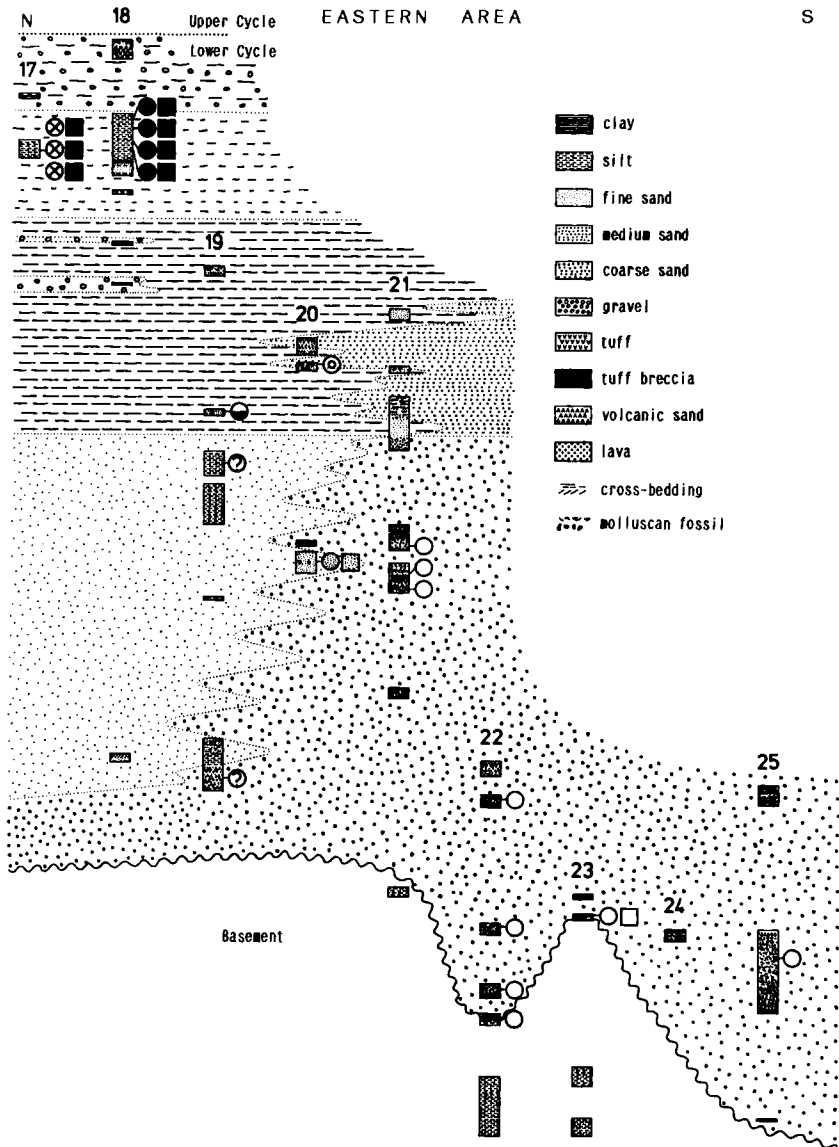 N
18
Upper Cycle
EASTERN AREA
S
Lower Cycle
17
clay
silt
fine sand
19
medium sand
coarse sand
21
gravel
20
tuff
tuff breccia
volcanic sand
lava
?
cross-bedding
molluscan fossil
22
25
?
23
24
Basement